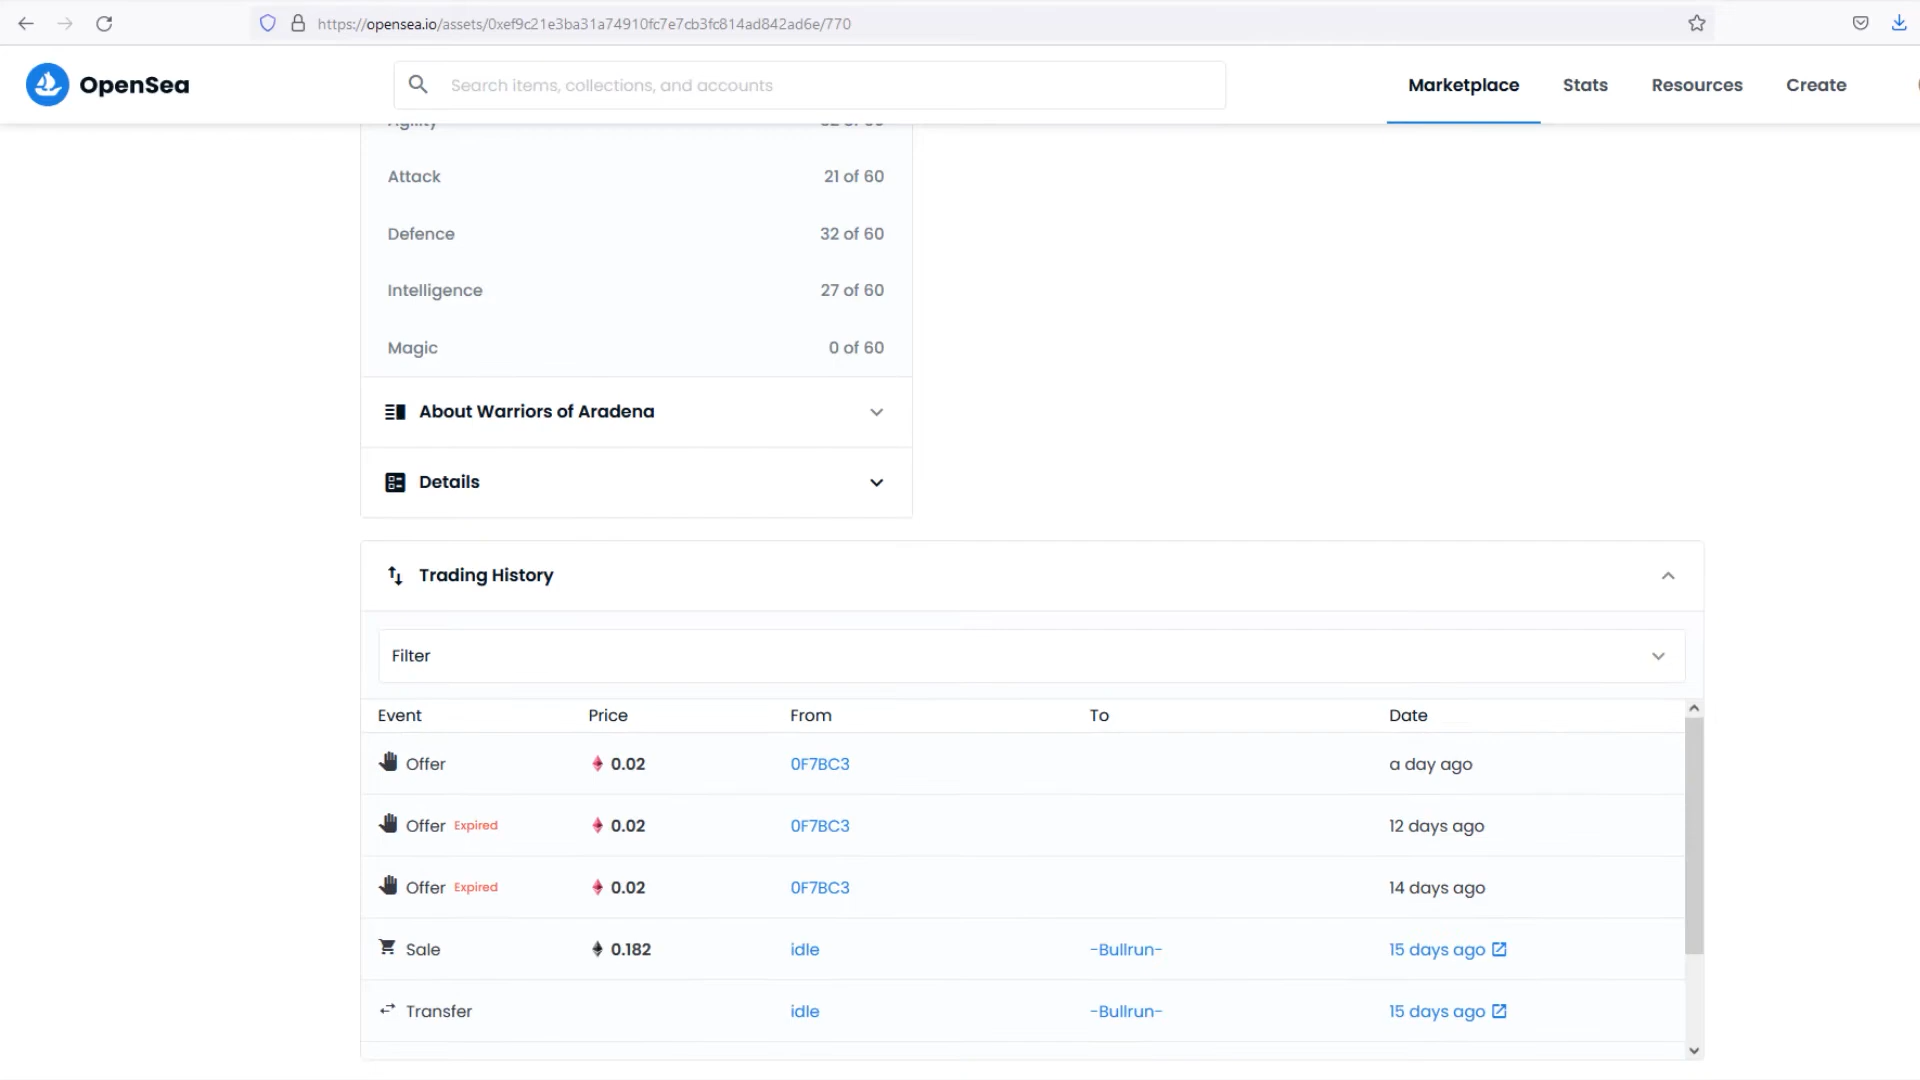 https://opensea.io/assets/0xef9c21e3ba31a74910fc7e7cb3fc814ad842ad6e/770
OpenSea
Search items, collections, and accounts
Marketplace Stats Resources Create
Agility
Attack 21 of 60
Defence 32 of 60
Intelligence 27 of 60
Magic 0 of 60
About Warriors of Aradena
Details
Trading History
Filter
Event Price From To Date
Offer 0.02 0F7BC3 a day ago
Offer Expired 0.02 0F7BC3 12 days ago
Offer Expired 0.02 0F7BC3 14 days ago
Sale 0.182 idle -Bullrun- 15 days ago
Transfer idle -Bullrun- 15 days ago